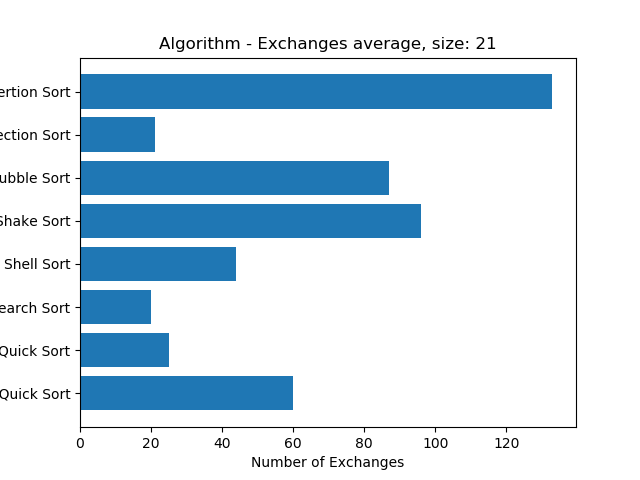 Algorithm - Exchanges average, size: 21
ertion Sort
ection Sort
ubble Sort
Shake Sort
Shell Sort
earch Sort
Quick Sort
Quick Sort
0 20 40 60 80 100 120
Number of Exchanges